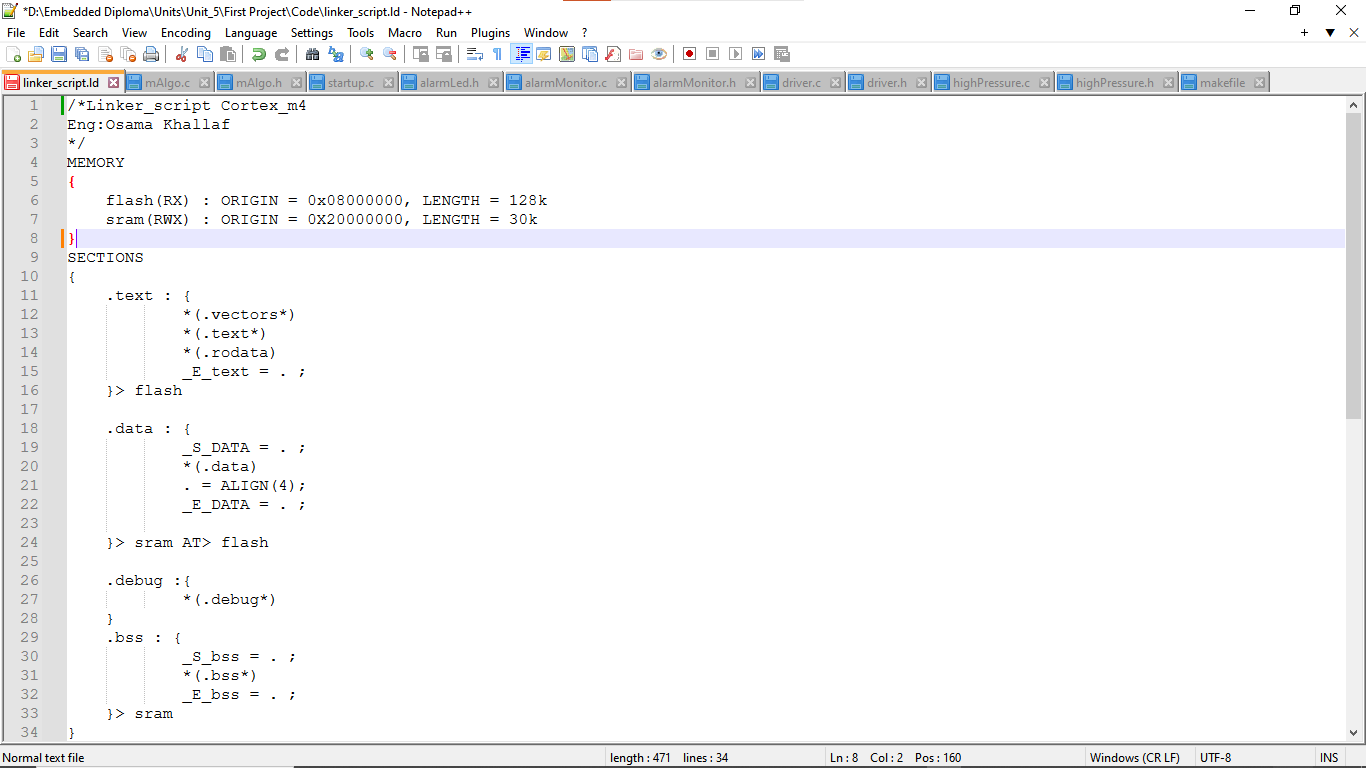 *D:\Embedded Diploma\Units\Unit_5\First Project\Code\linker_script.ld - Notepad++
File Edit Search View Encoding Language Settings Tools Macro Run Plugins Window ?
+ ▼ X
linker_script.ld mAlgo.c mAlgo.h startup.c alarmLed.h alarmMonitor.c alarmMonitor.h driver.c driver.h highPressure.c highPressure.h makefile
1 /*Linker_script Cortex_m4
2 Eng:Osama Khallaf
3 */
4 MEMORY
5 {
6     flash(RX) : ORIGIN = 0x08000000, LENGTH = 128k
7     sram(RWX) : ORIGIN = 0X20000000, LENGTH = 30k
8 }
9 SECTIONS
10 {
11     .text : {
12             *(.vectors*)
13             *(.text*)
14             *(.rodata)
15             _E_text = . ;
16     }> flash
17
18     .data : {
19             _S_DATA = . ;
20             *(.data)
21             . = ALIGN(4);
22             _E_DATA = . ;
23
24     }> sram AT> flash
25
26     .debug :{
27             *(.debug*)
28     }
29     .bss : {
30             _S_bss = . ;
31             *(.bss*)
32             _E_bss = . ;
33     }> sram
34 }
Normal text file length : 471 lines : 34 Ln : 8 Col : 2 Pos : 160 Windows (CR LF) UTF-8 INS